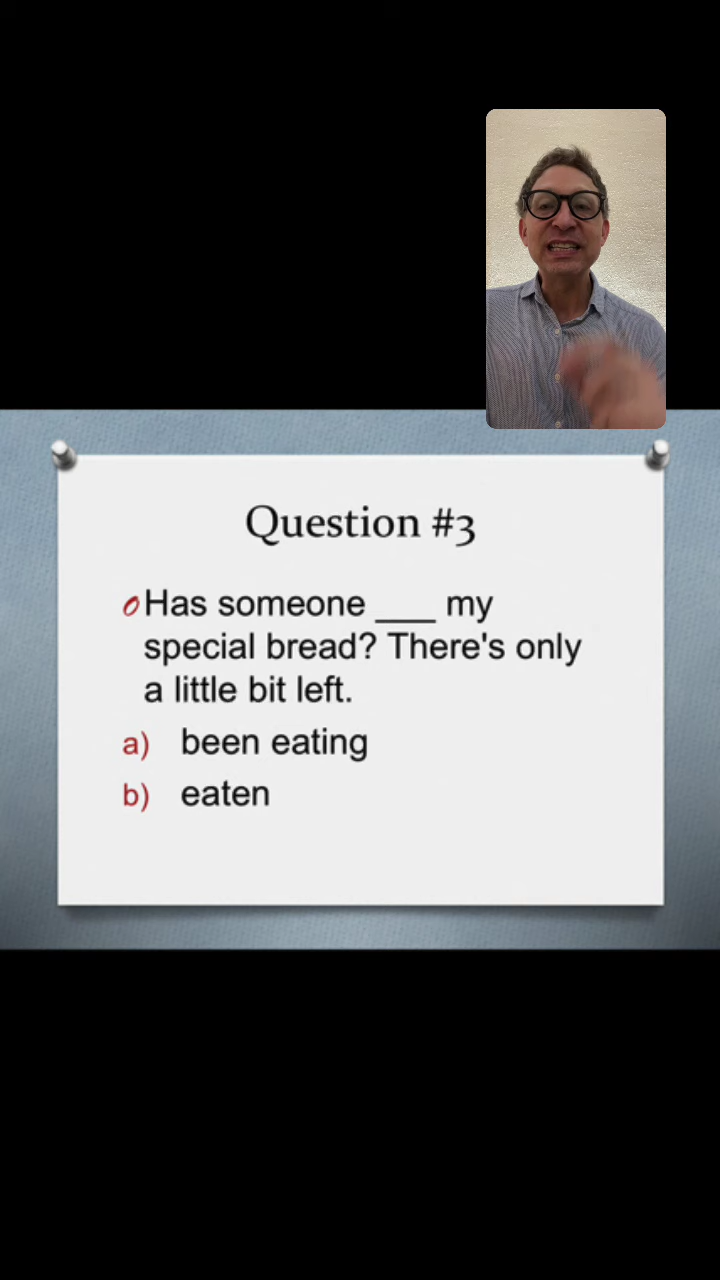 Question #3
Has someone ___ my
special bread? There's only
a little bit left.
a) been eating
b) eaten